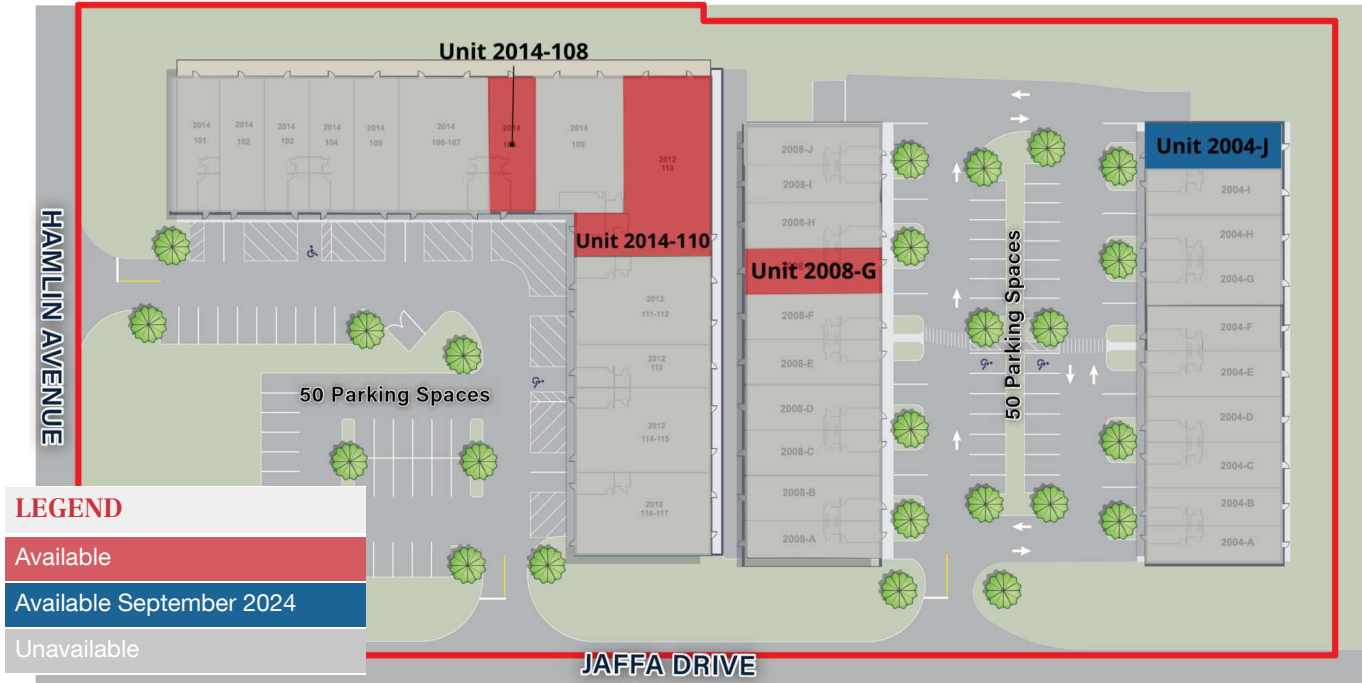 Unit 2014-108
2014
101
2014
102
2014
103
2014
104
2014
105
2014
106-107
2014
2014
109
2012
110
Unit 2014-110
2012
111-112
2012
113
2012
114-115
2012
116-117
2008-J
2008-I
2008-H
Unit 2008-G
2008-F
2008-E
2008-D
2008-C
2008-B
2008-A
Unit 2004-J
2004-I
2004-H
2004-G
2004-F
2004-E
2004-D
2004-C
2004-B
2004-A
50 Parking Spaces
50 Parking Spaces
HAMLIN AVENUE
JAFFA DRIVE
LEGEND
Available
Available September 2024
Unavailable